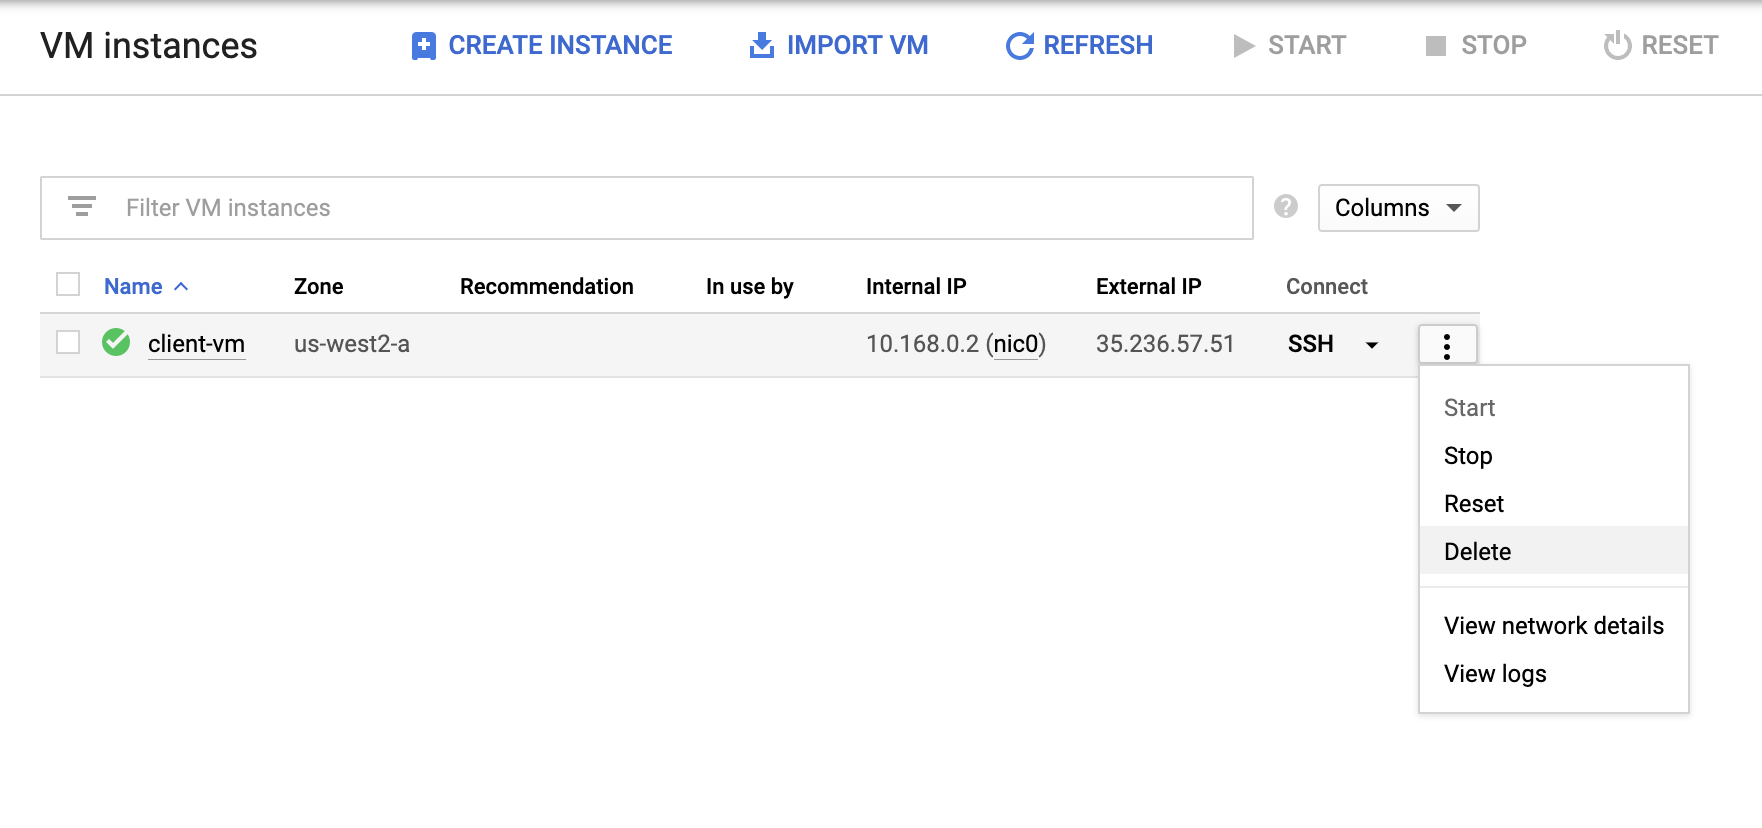 VM instances CREATE INSTANCE IMPORT VM REFRESH START STOP RESET
Filter VM instances ? Columns
Name Zone Recommendation In use by Internal IP External IP Connect
client-vm us-west2-a 10.168.0.2 (nic0) 35.236.57.51 SSH
Start
Stop
Reset
Delete
View network details
View logs